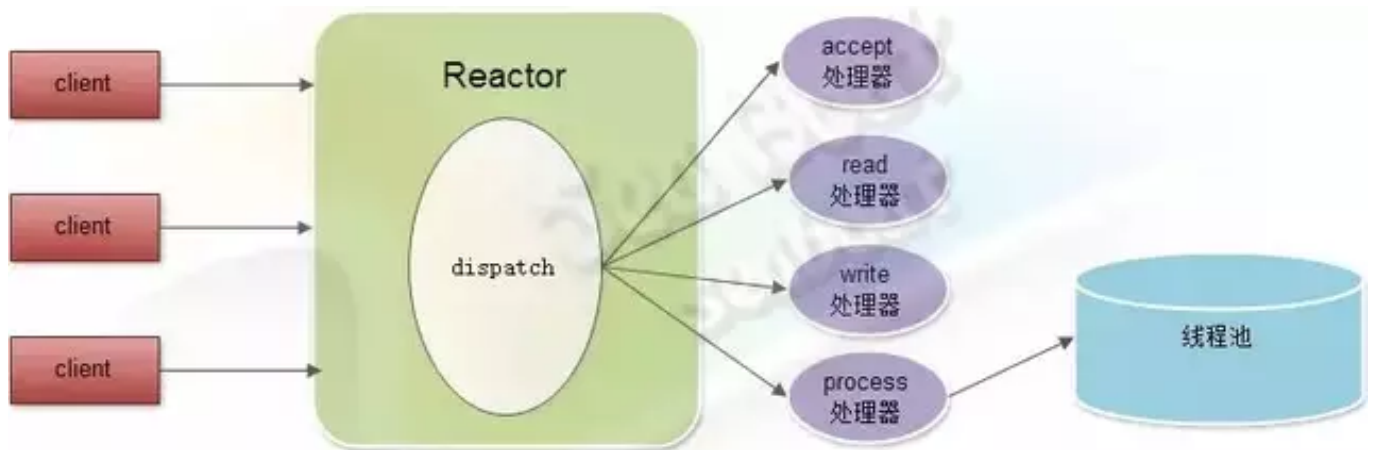 client
client
client
Reactor
dispatch
accept
处理器
read
处理器
write
处理器
process
处理器
线程池